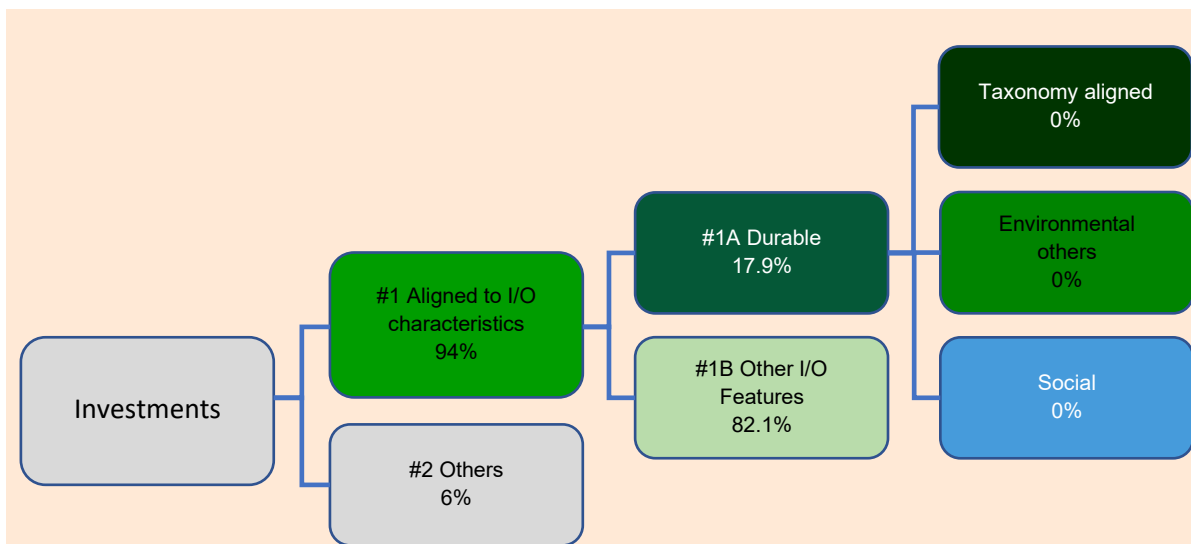 Investments
#1 Aligned to I/O
characteristics
94%
#2 Others
6%
#1A Durable
17.9%
#1B Other I/O
Features
82.1%
Taxonomy aligned
0%
Environmental
others
0%
Social
0%